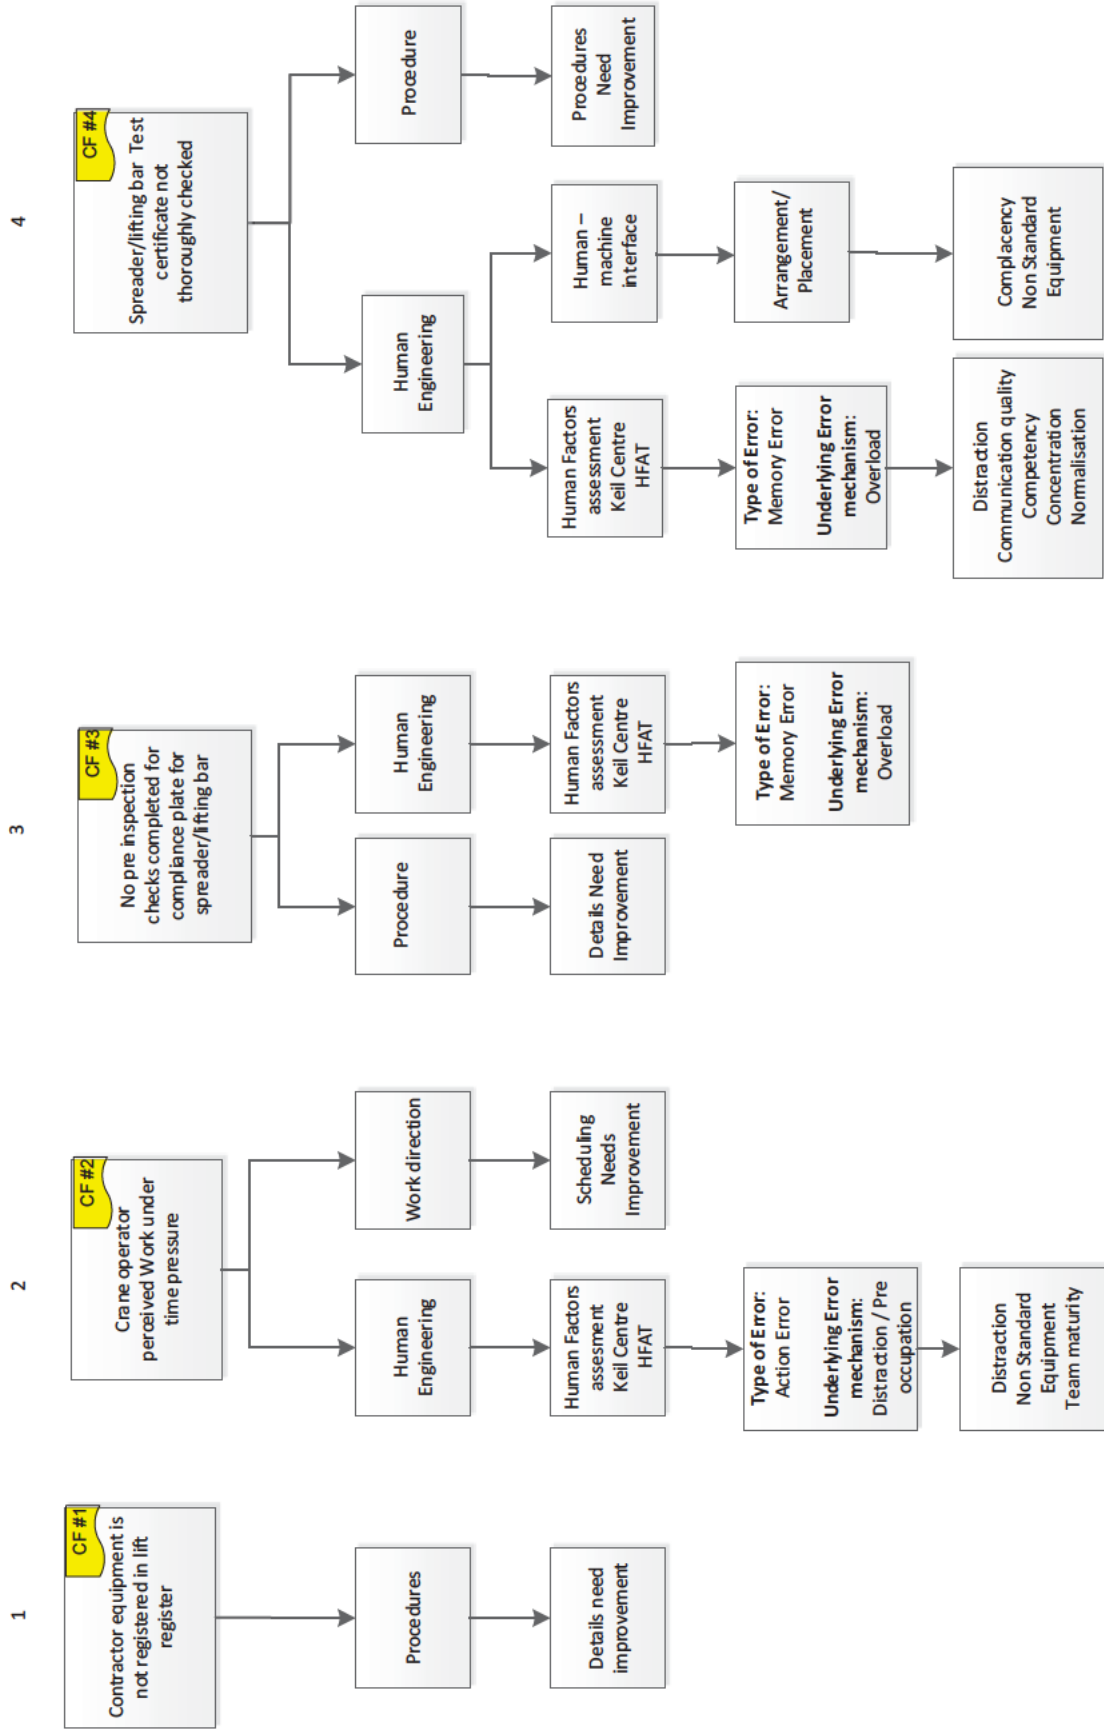 1
CF #1
Contractor equipment is
not registered in lift
register
Procedures
Details need
improvement
2
CF #2
Crane operator
perceived Work under
time pressure
Human
Engineering
Work direction
Human Factors
assesment
Keil Centre
HFAT
Scheduling
Needs
Improvement
Type of Error:
Action Error
Underlying Error
mechanism:
Distraction / Pre
occupation
Distraction
Non Standard
Equipment
Team maturity
3
CF #3
No pre inspection
checks completed for
compliance plate for
spreader/lifting bar
Procedure
Human
Engineering
Details Need
Improvement
Human Factors
assessment
Keil Centre
HFAT
Type of Error:
Memory Error
Underlying Error
mechanism:
Overload
4
CF #4
Spreader/lifting bar Test
certificate not
thoroughly checked
Human
Engineering
Procedure
Human Factors
assessment
Keil Centre
HFAT
Human –
machine
interface
Procedures
Need
Improvement
Type of Error:
Memory Error
Underlying Error
mechanism:
Overload
Arrangement/
Placement
Distraction
Communication quality
Competency
Concentration
Normalisation
Complacency
Non Standard
Equipment